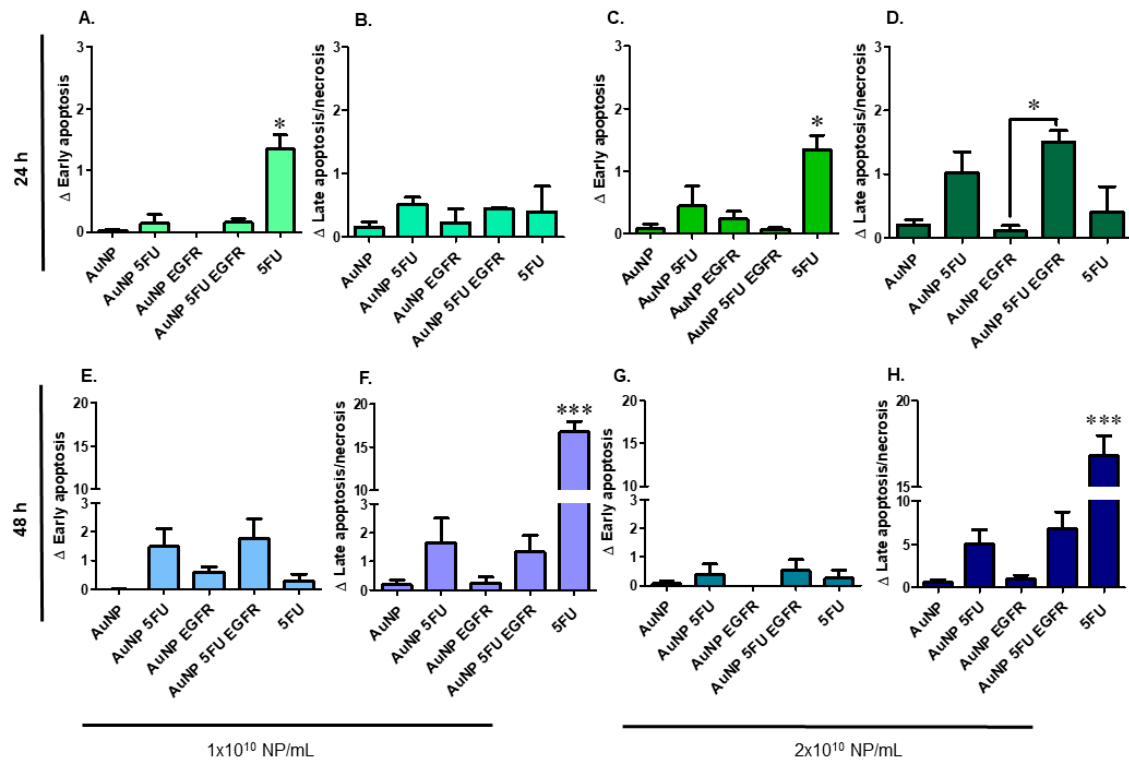 A.
24 h
Δ Early apoptosis
3
2
1
0
*
AuNP
AuNP 5FU
AuNP EGFR
AuNP 5FU EGFR
5FU
B.
Δ Late apoptosis/necrosis
3
2
1
0
AuNP
AuNP 5FU
AuNP EGFR
AuNP 5FU EGFR
5FU
C.
Δ Early apoptosis
3
2
1
0
*
AuNP
AuNP 5FU
AuNP EGFR
AuNP 5FU EGFR
5FU
D.
Δ Late apoptosis/necrosis
3
2
1
0
*
AuNP
AuNP 5FU
AuNP EGFR
AuNP 5FU EGFR
5FU
E.
48 h
Δ Early apoptosis
20
15
10
3
2
1
0
AuNP
AuNP 5FU
AuNP EGFR
AuNP 5FU EGFR
5FU
F.
Δ Late apoptosis/necrosis
20
15
10
3
2
1
0
***
AuNP
AuNP 5FU
AuNP EGFR
AuNP 5FU EGFR
5FU
G.
Δ Early apoptosis
20
15
10
3
2
1
0
AuNP
AuNP 5FU
AuNP EGFR
AuNP 5FU EGFR
5FU
H.
Δ Late apoptosis/necrosis
20
15
10
5
0
***
AuNP
AuNP 5FU
AuNP EGFR
AuNP 5FU EGFR
5FU
1x10¹⁰ NP/mL
2x10¹⁰ NP/mL